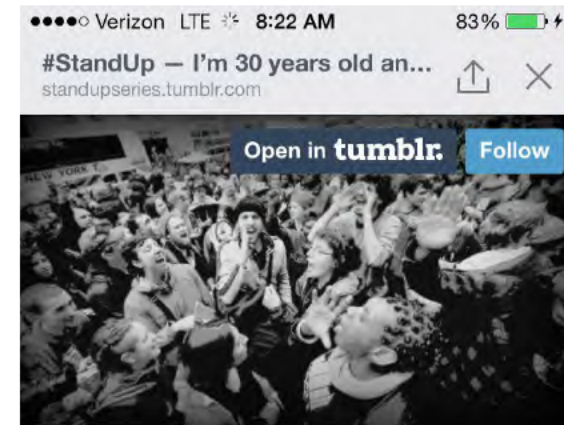 Verizon LTE 8:22 AM 83%
#StandUp — I'm 30 years old an...
standupseries.tumblr.com
Open in tumblr. Follow
NEW YORK